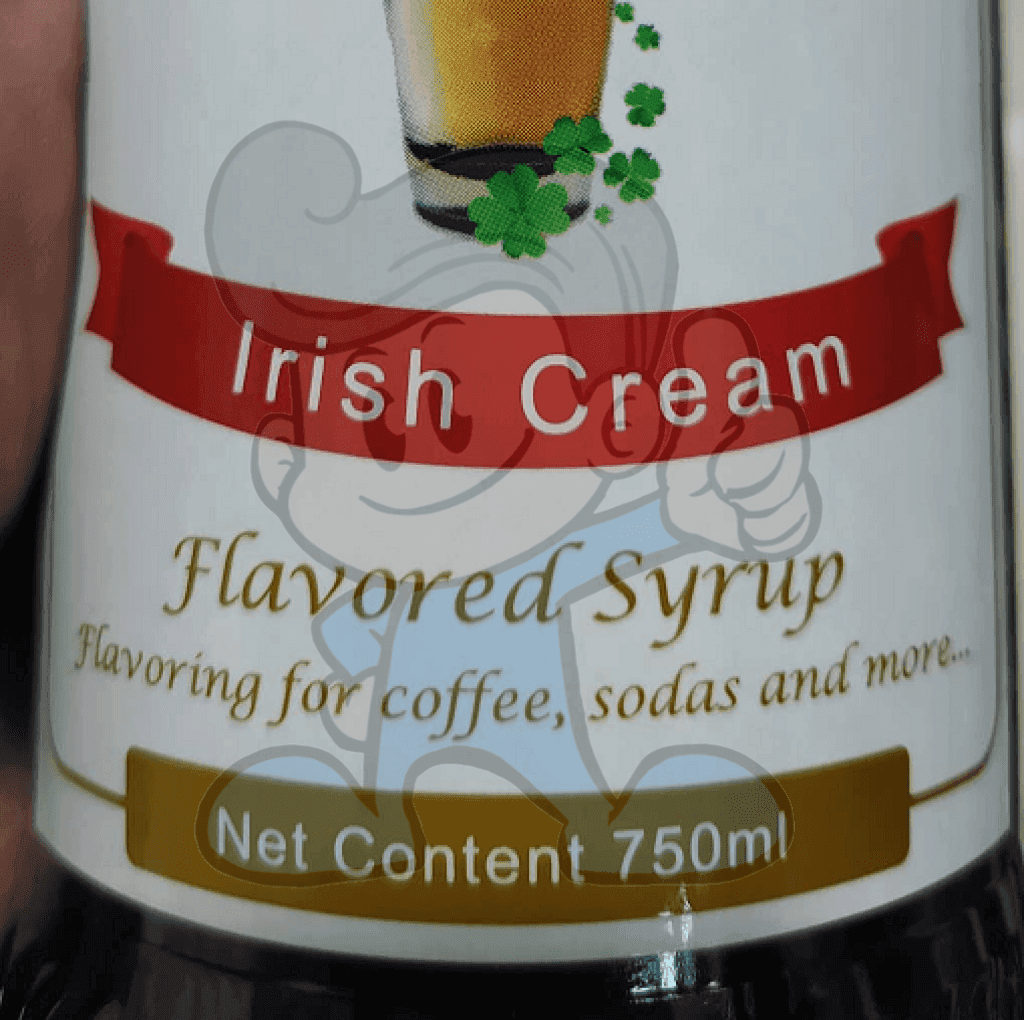 Irish Cream
Flavored Syrup
Flavoring for coffee, sodas and more...
Net Content 750ml